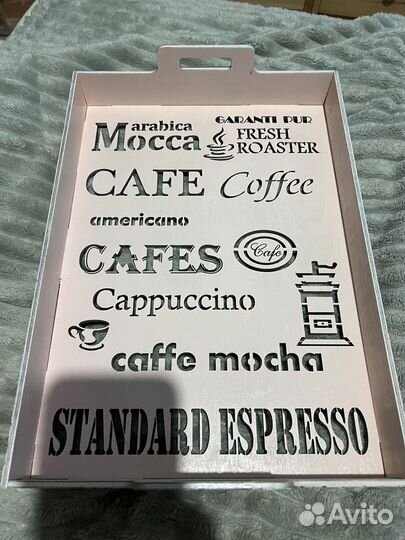 arabica
Mocca
GARANTI PUR
FRESH
ROASTER
CAFE Coffee
americano
CAFES
Cafe
Cappuccino
caffe mocha
STANDARD ESPRESSO
Avito